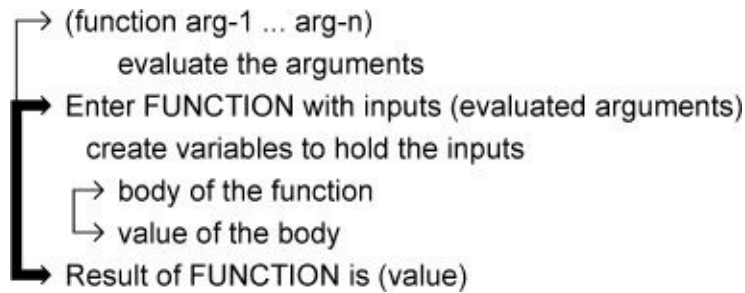 (function arg-1 ... arg-n)
evaluate the arguments
Enter FUNCTION with inputs (evaluated arguments)
create variables to hold the inputs
body of the function
value of the body
Result of FUNCTION is (value)